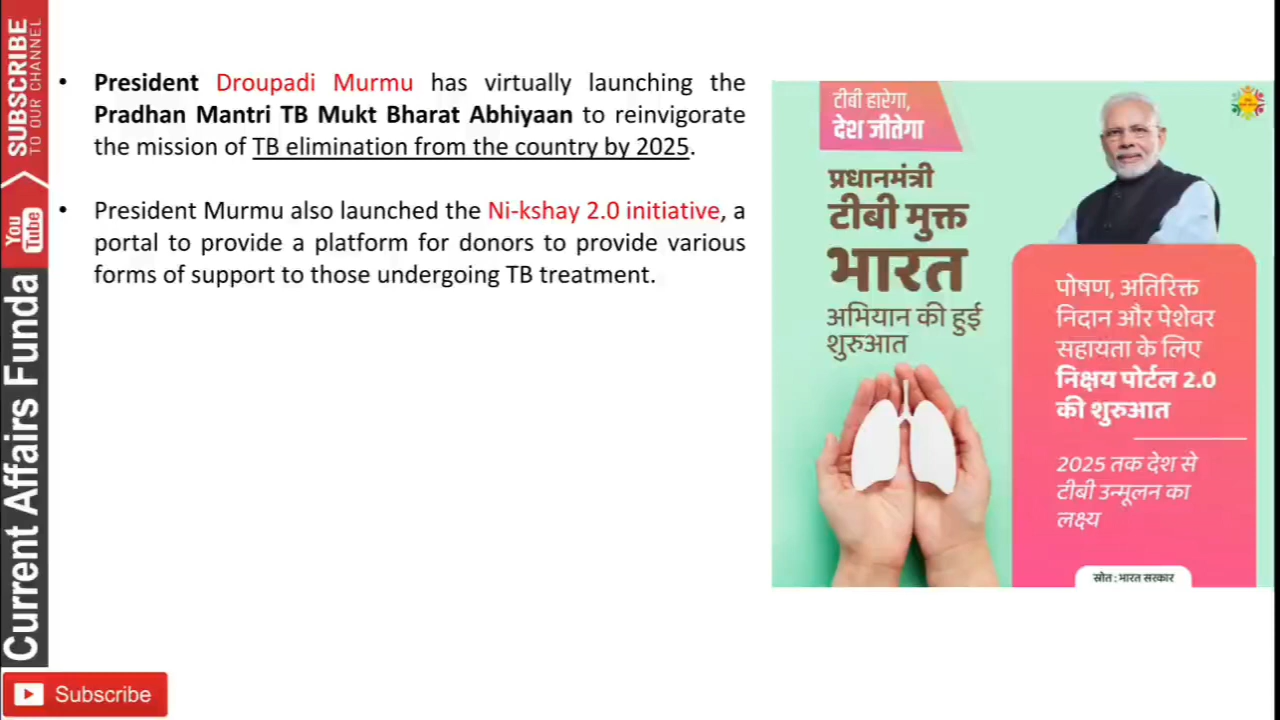 SUBSCRIBE
TO OUR CHANNEL
You
Tube
Current Affairs Funda
• President Droupadi Murmu has virtually launching the
Pradhan Mantri TB Mukt Bharat Abhiyaan to reinvigorate
the mission of TB elimination from the country by 2025.
• President Murmu also launched the Ni-kshay 2.0 initiative, a
portal to provide a platform for donors to provide various
forms of support to those undergoing TB treatment.
टीबी हारेगा,
देश जीतेगा
प्रधानमंत्री
टीबी मुक्त
भारत
अभियान की हुई
शुरुआत
पोषण, अतिरिक्त
निदान और पेशेवर
सहायता के लिए
निक्षय पोर्टल 2.0
की शुरुआत
2025 तक देश से
टीबी उन्मूलन का
लक्ष्य
स्रोत : भारत सरकार
Subscribe